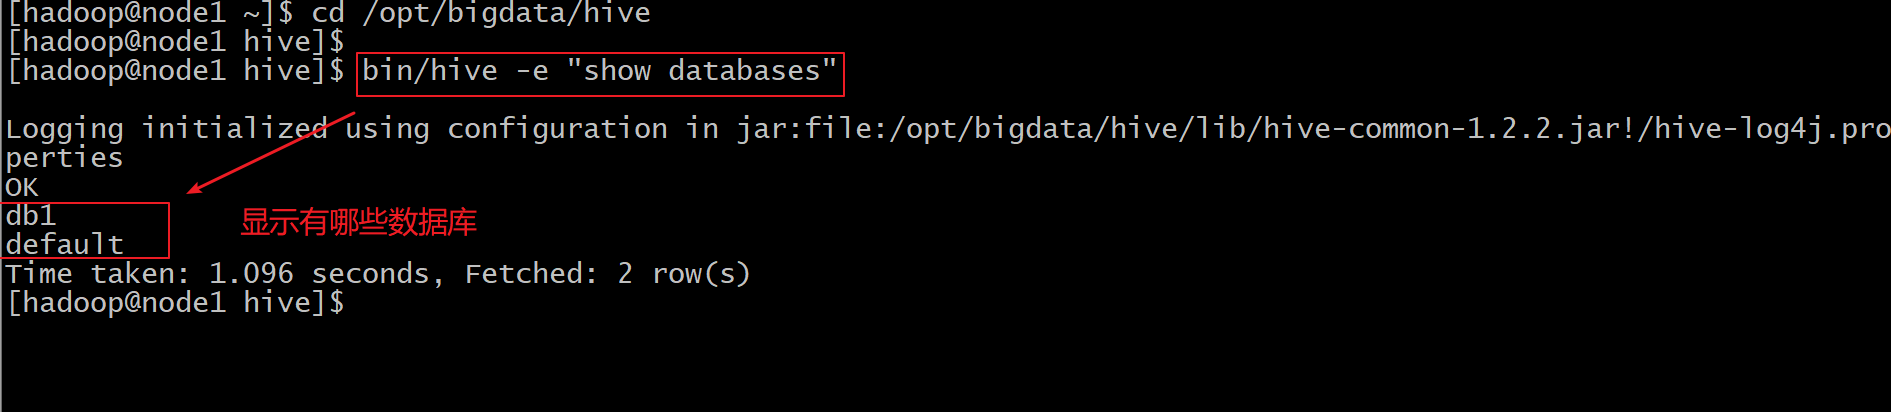 [hadoop@node1 ~]$ cd /opt/bigdata/hive
[hadoop@node1 hive]$
[hadoop@node1 hive]$ bin/hive -e "show databases"
Logging initialized using configuration in jar:file:/opt/bigdata/hive/lib/hive-common-1.2.2.jar!/hive-log4j.pro
perties
OK
db1
显示有哪些数据库
default
Time taken: 1.096 seconds, Fetched: 2 row(s)
[hadoop@node1 hive]$